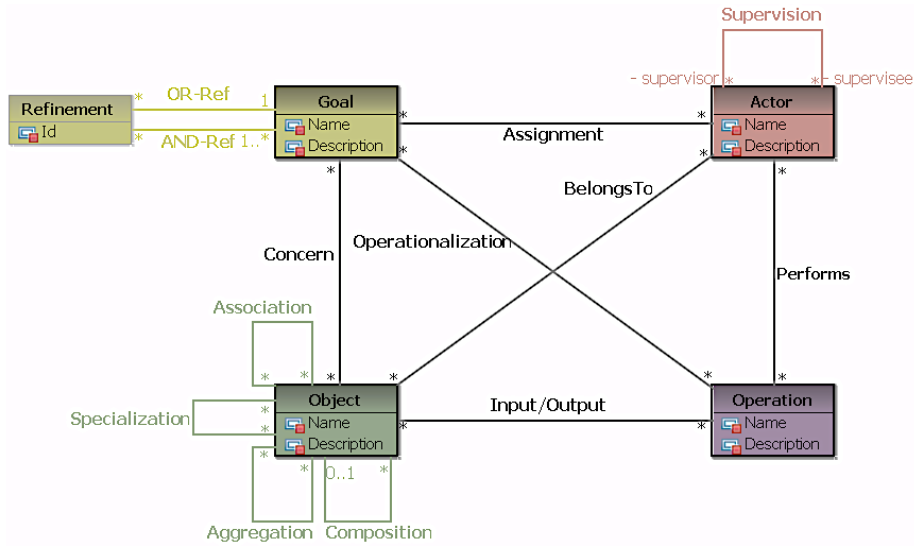 Supervision
- supervisor * * - supervisee
* OR-Ref 1
Refinement
Id
* AND-Ref 1..*
Goal
Name
Description
* Assignment *
Actor
Name
Description
* * * *
BelongsTo
Operationalization
Concern
Performs
Association
* * * * * *
Specialization
* *
Object
Name
Description
* Input/Output *
Operation
Name
Description
* * 0..1 *
Aggregation Composition